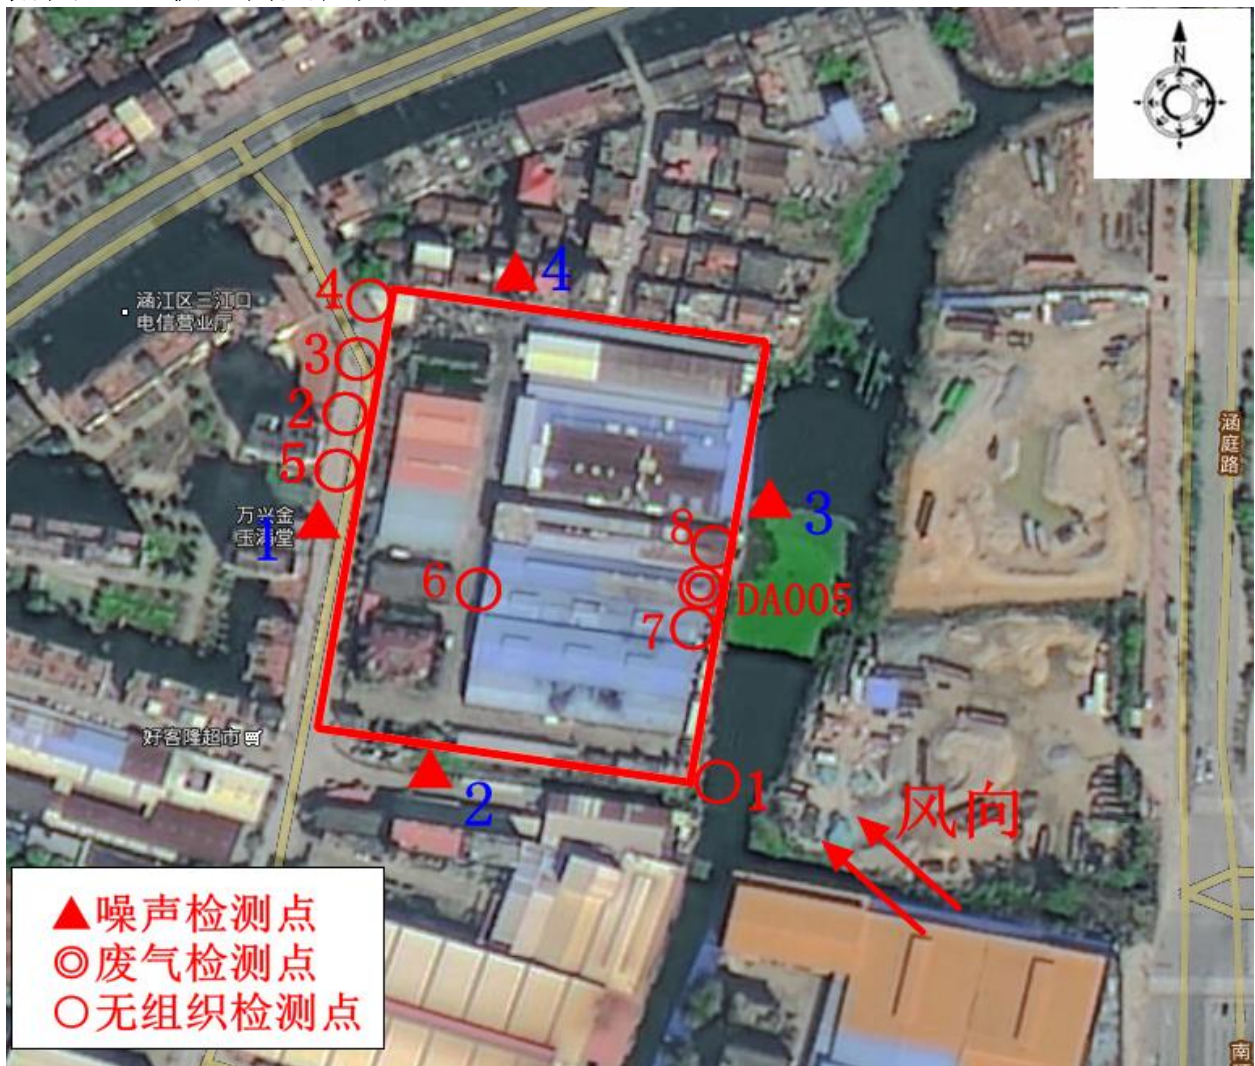 N
4
4
涵江区三江口
电信营业厅
3
2
涵
庭
路
5
万兴金
玉满堂
1
3
8
6
DA005
7
好客隆超市
1
2
风向
▲噪声检测点
◎废气检测点
○无组织检测点
南